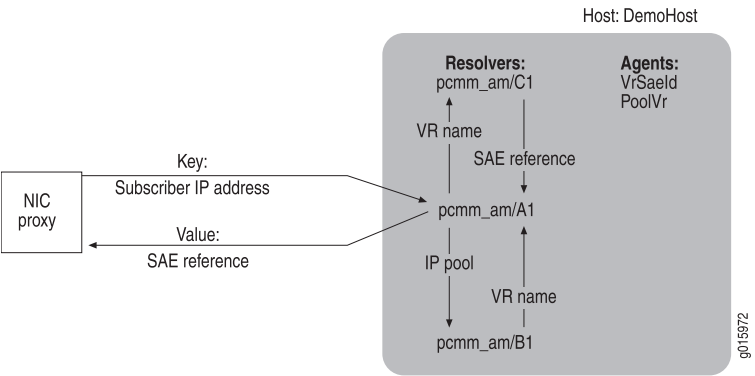 Host: DemoHost
Resolvers:
pcmm_am/C1
Agents:
VrSaeId
PoolVr
VR name
SAE reference
Key:
Subscriber IP address
NIC
proxy
pcmm_am/A1
Value:
SAE reference
IP pool
VR name
pcmm_am/B1
g015972